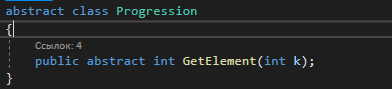 abstract class Progression
{
Ссылок: 4
public abstract int GetElement(int k);
}